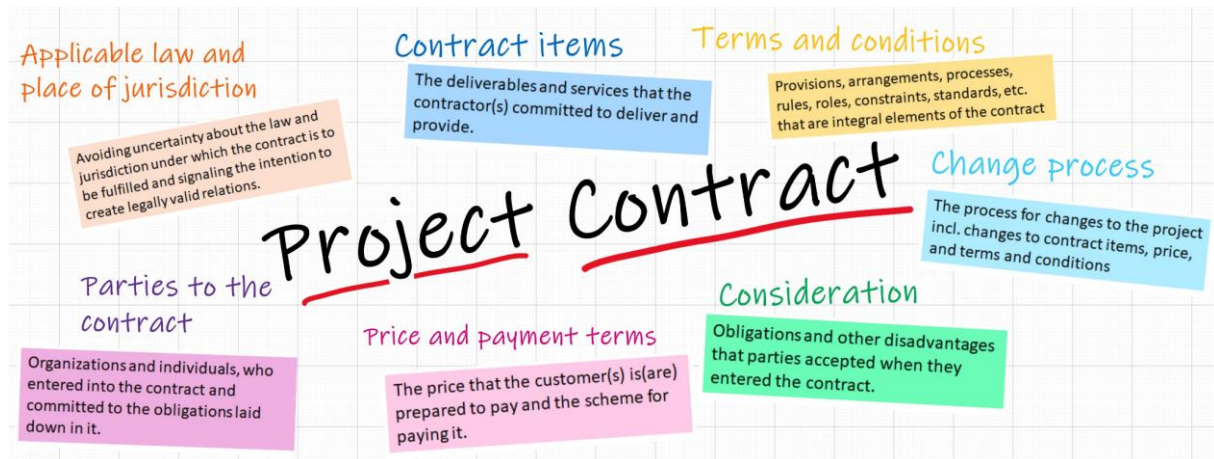 Applicable law and
place of jurisdiction
Avoiding uncertainty about the law and
jurisdiction under which the contract is to
be fulfilled and signaling the intention to
create legally valid relations.
Contract items
The deliverables and services that the
contractor(s) committed to deliver and
provide.
Terms and conditions
Provisions, arrangements, processes,
rules, roles, constraints, standards, etc.
that are integral elements of the contract
Project Contract
Change process
The process for changes to the project
incl. changes to contract items, price,
and terms and conditions
Parties to the
contract
Organizations and individuals, who
entered into the contract and
committed to the obligations laid
down in it.
Price and payment terms
The price that the customer(s) is(are)
prepared to pay and the scheme for
paying it.
Consideration
Obligations and other disadvantages
that parties accepted when they
entered the contract.